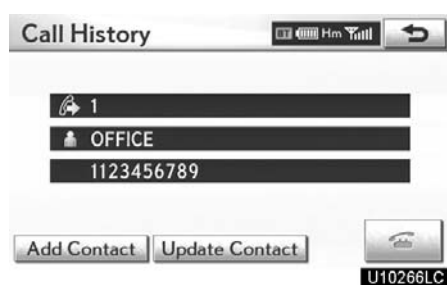 Call History
BT Hm
1
OFFICE
1123456789
Add Contact Update Contact
U10266LC